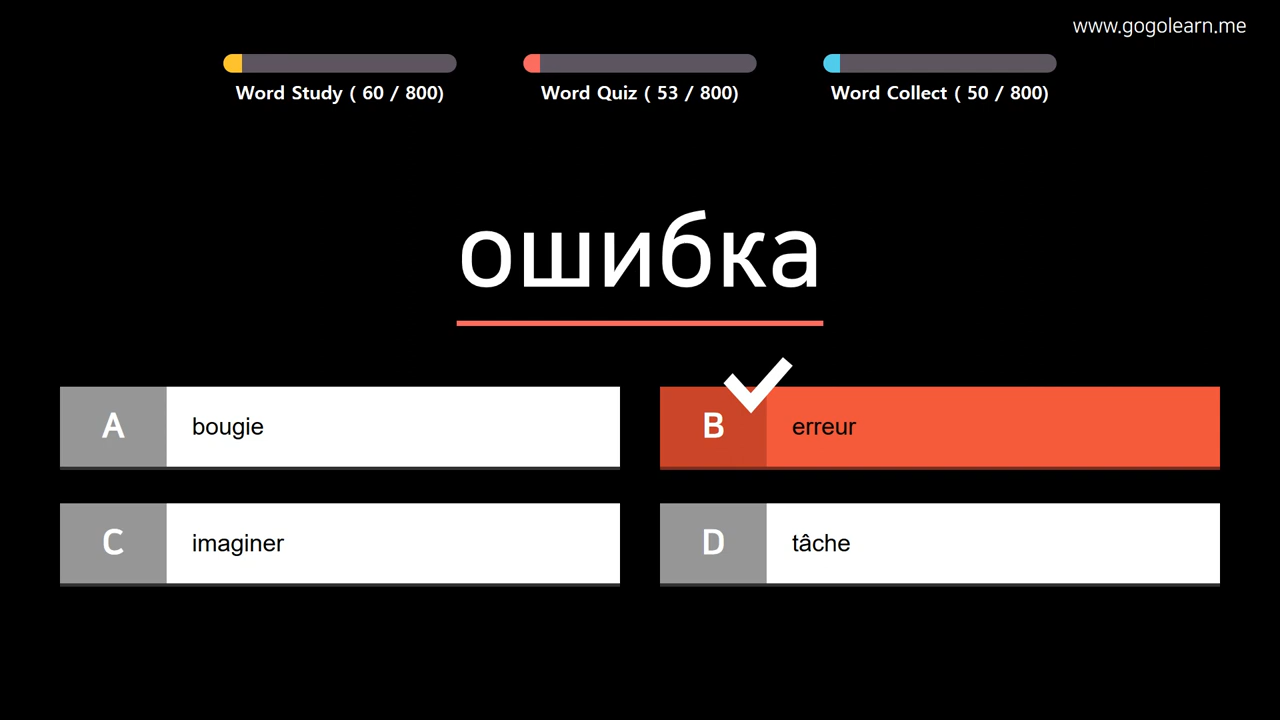 www.gogolearn.me
Word Study ( 60 / 800)
Word Quiz ( 53 / 800)
Word Collect ( 50 / 800)
ошибка
A bougie
B erreur
C imaginer
D tâche